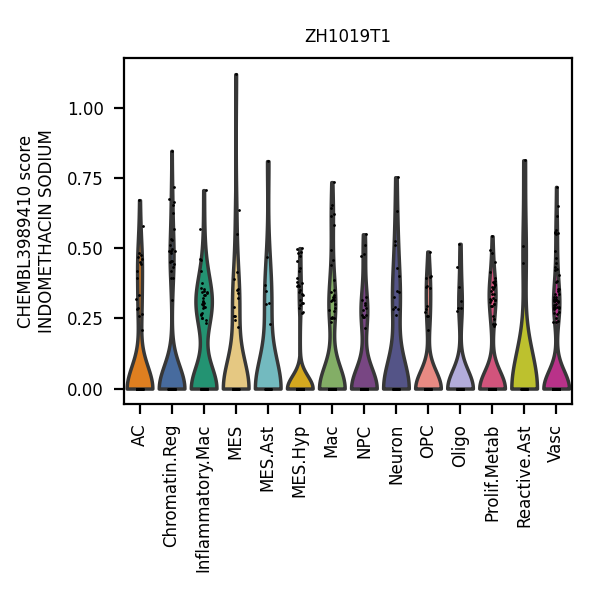 ZH1019T1
CHEMBL3989410 score
INDOMETHACIN SODIUM
1.00
0.75
0.50
0.25
0.00
AC
Chromatin.Reg
Inflammatory.Mac
MES
MES.Ast
MES.Hyp
Mac
NPC
Neuron
OPC
Oligo
Prolif.Metab
Reactive.Ast
Vasc